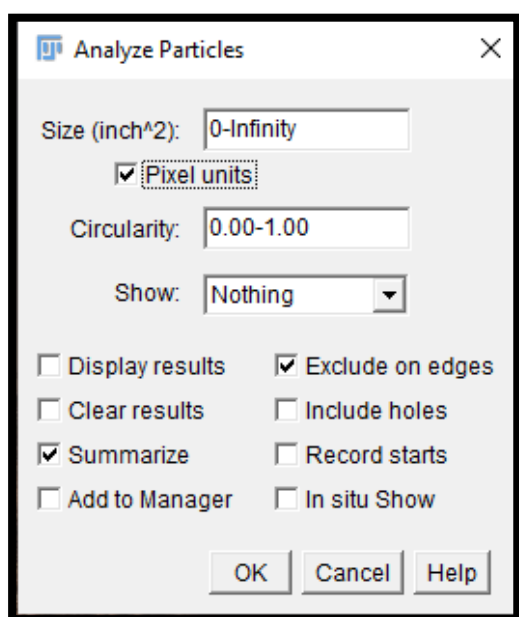 Analyze Particles
Size (inch^2): 0-Infinity
Pixel units
Circularity: 0.00-1.00
Show: Nothing
Display results Exclude on edges
Clear results Include holes
Summarize Record starts
Add to Manager In situ Show
OK Cancel Help